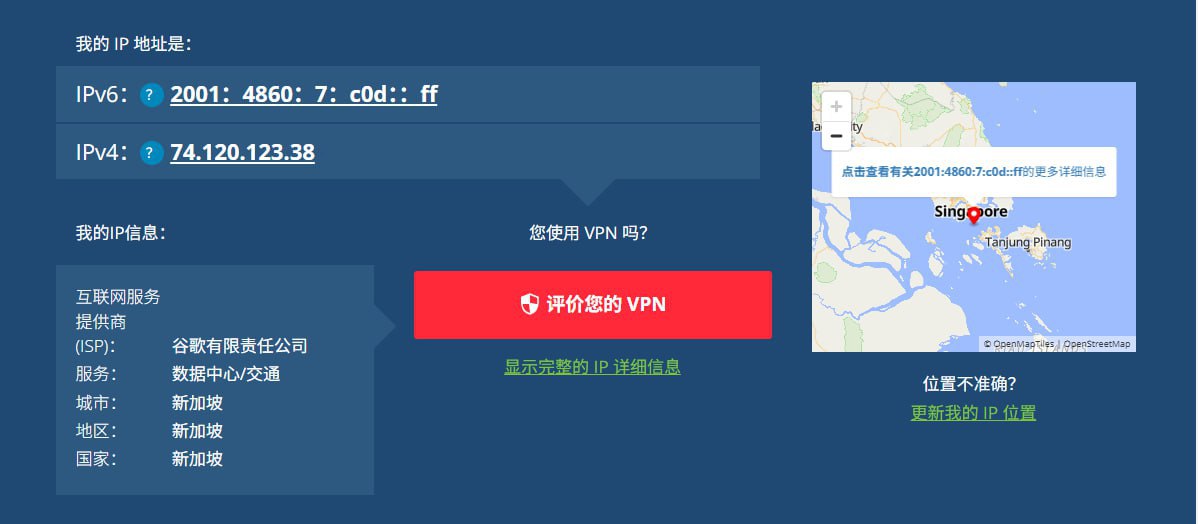 我的 IP 地址是：
IPv6： ? 2001：4860：7：c0d：：ff
IPv4： ? 74.120.123.38
我的IP信息：
互联网服务
提供商
(ISP)： 谷歌有限责任公司
服务： 数据中心/交通
城市： 新加坡
地区： 新加坡
国家： 新加坡
您使用 VPN 吗?
评价您的 VPN
显示完整的 IP 详细信息
+
−
点击查看有关2001:4860:7:c0d::ff的更多详细信息
Singapore
Tanjung Pinang
© OpenMapTiles | OpenStreetMap
位置不准确?
更新我的 IP 位置